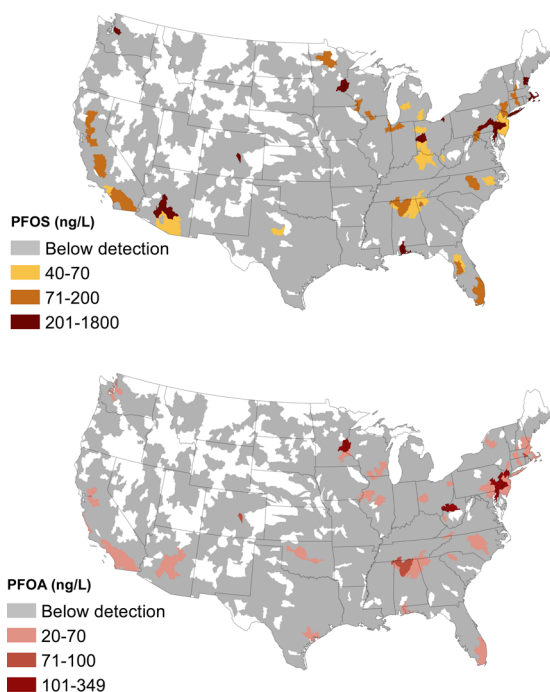 PFOS (ng/L)
Below detection
40-70
71-200
201-1800
PFOA (ng/L)
Below detection
20-70
71-100
101-349